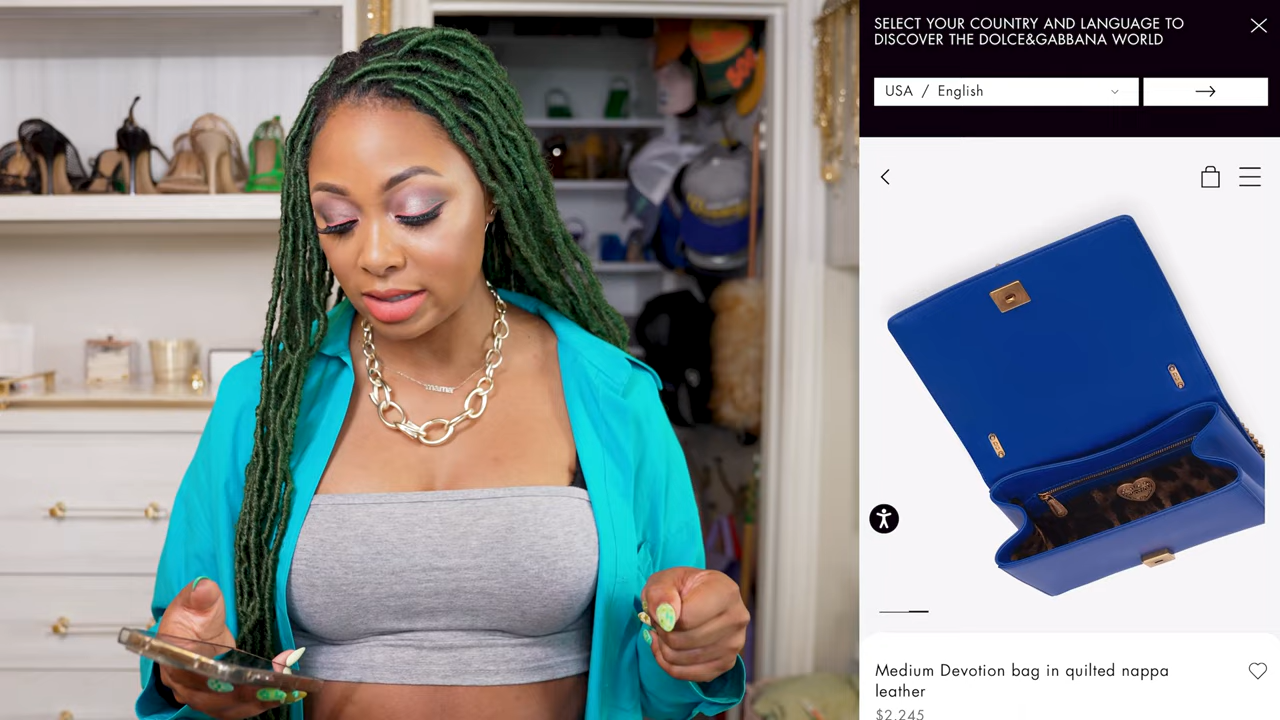 SELECT YOUR COUNTRY AND LANGUAGE TO
DISCOVER THE DOLCE&GABBANA WORLD
USA / English
Medium Devotion bag in quilted nappa
leather
$2,245